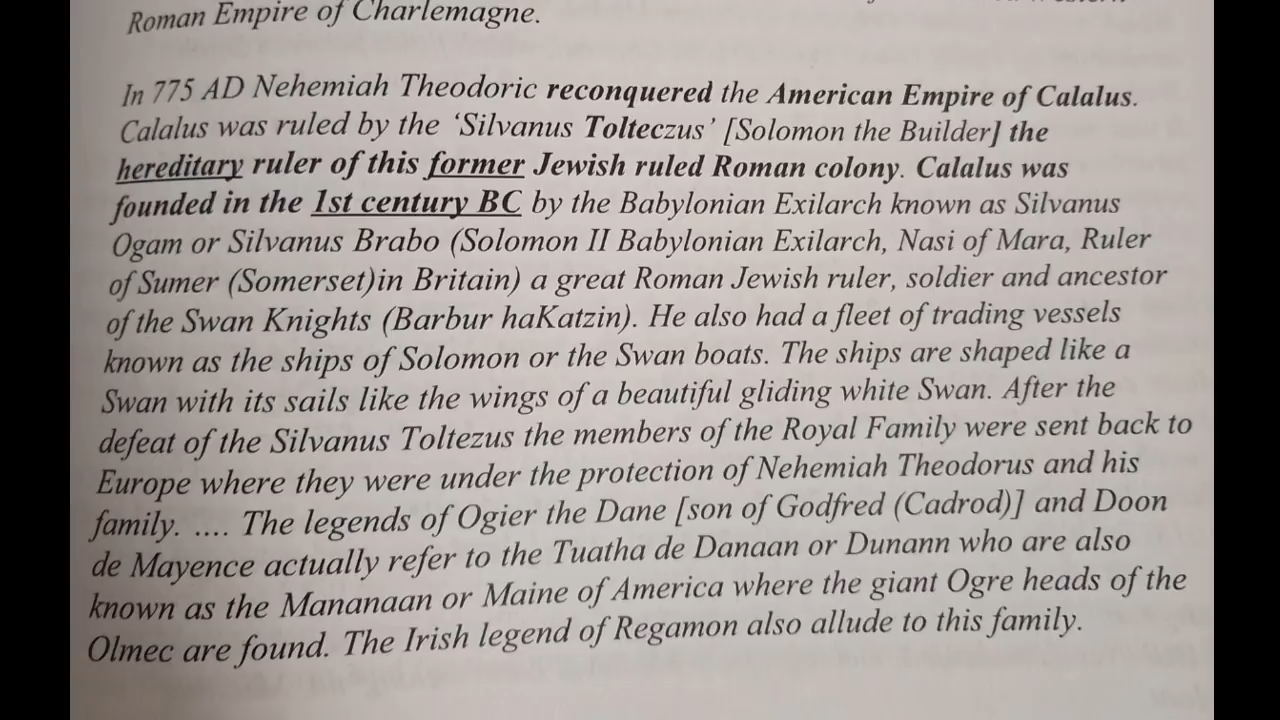 Roman Empire of Charlemagne.
In 775 AD Nehemiah Theodoric reconquered the American Empire of Calalus.
Calalus was ruled by the ‘Silvanus Tolteczus’ [Solomon the Builder] the
hereditary ruler of this former Jewish ruled Roman colony. Calalus was
founded in the 1st century BC by the Babylonian Exilarch known as Silvanus
Ogam or Silvanus Brabo (Solomon II Babylonian Exilarch, Nasi of Mara, Ruler
of Sumer (Somerset)in Britain) a great Roman Jewish ruler, soldier and ancestor
of the Swan Knights (Barbur haKatzin). He also had a fleet of trading vessels
known as the ships of Solomon or the Swan boats. The ships are shaped like a
Swan with its sails like the wings of a beautiful gliding white Swan. After the
defeat of the Silvanus Toltezus the members of the Royal Family were sent back to
Europe where they were under the protection of Nehemiah Theodorus and his
family. .... The legends of Ogier the Dane [son of Godfred (Cadrod)] and Doon
de Mayence actually refer to the Tuatha de Danaan or Dunann who are also
known as the Mananaan or Maine of America where the giant Ogre heads of the
Olmec are found. The Irish legend of Regamon also allude to this family.